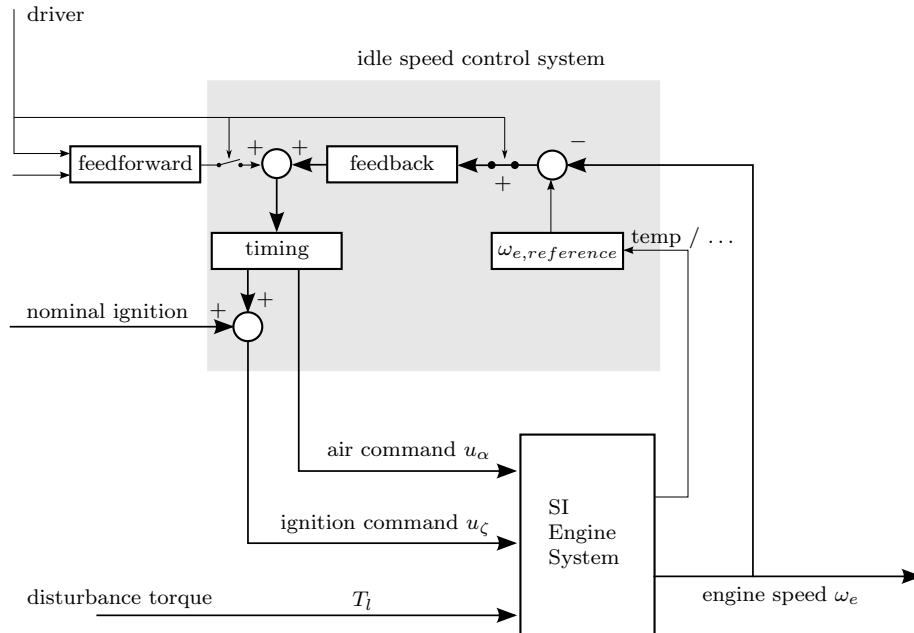 driver
idle speed control system
+ +
−
feedforward
feedback
+
timing
ω_{e,reference}
temp / ...
+ +
nominal ignition
air command u_α
SI
Engine
System
ignition command u_ζ
disturbance torque T_l
engine speed ω_e